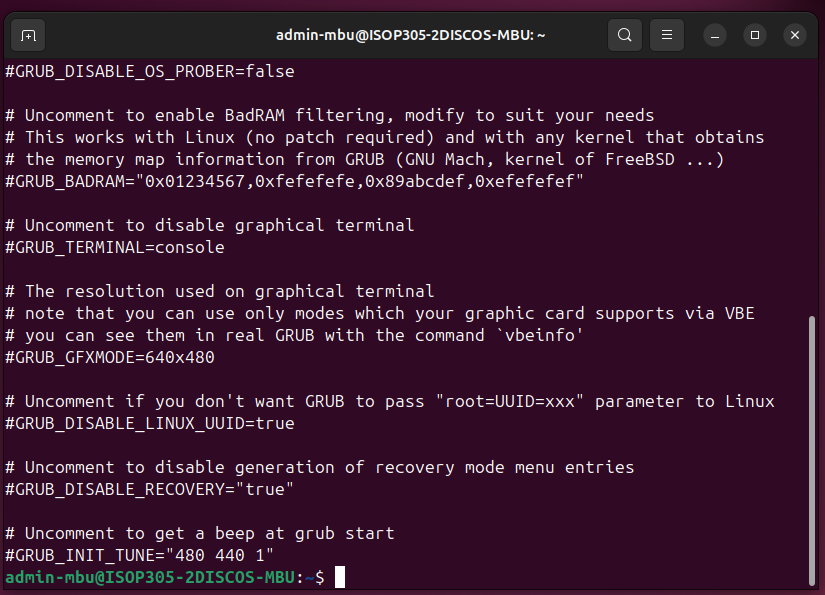 admin-mbu@ISOP305-2DISCOS-MBU: ~
#GRUB_DISABLE_OS_PROBER=false
# Uncomment to enable BadRAM filtering, modify to suit your needs
# This works with Linux (no patch required) and with any kernel that obtains
# the memory map information from GRUB (GNU Mach, kernel of FreeBSD ...)
#GRUB_BADRAM="0x01234567,0xfefefefe,0x89abcdef,0xefefefef"
# Uncomment to disable graphical terminal
#GRUB_TERMINAL=console
# The resolution used on graphical terminal
# note that you can use only modes which your graphic card supports via VBE
# you can see them in real GRUB with the command `vbeinfo'
#GRUB_GFXMODE=640x480
# Uncomment if you don't want GRUB to pass "root=UUID=xxx" parameter to Linux
#GRUB_DISABLE_LINUX_UUID=true
# Uncomment to disable generation of recovery mode menu entries
#GRUB_DISABLE_RECOVERY="true"
# Uncomment to get a beep at grub start
#GRUB_INIT_TUNE="480 440 1"
admin-mbu@ISOP305-2DISCOS-MBU:~$